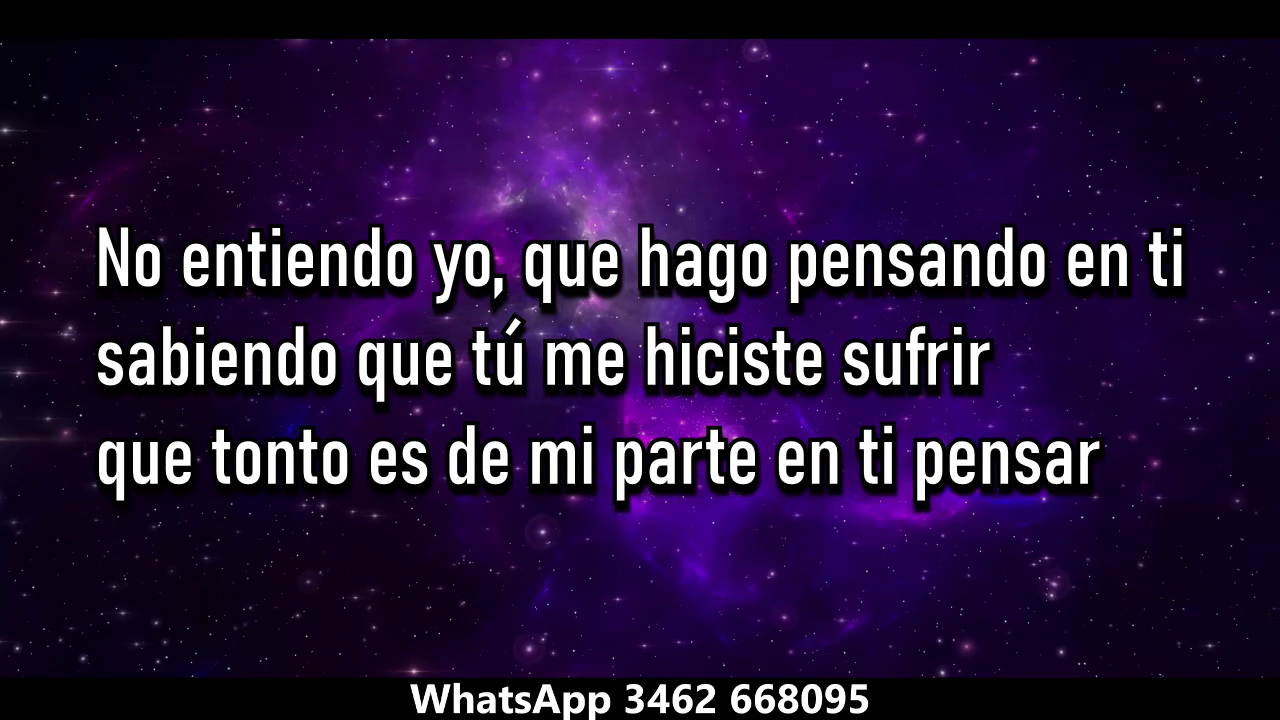 No entiendo yo, que hago pensando en ti
sabiendo que tú me hiciste sufrir
que tonto es de mi parte en ti pensar
WhatsApp 3462 668095